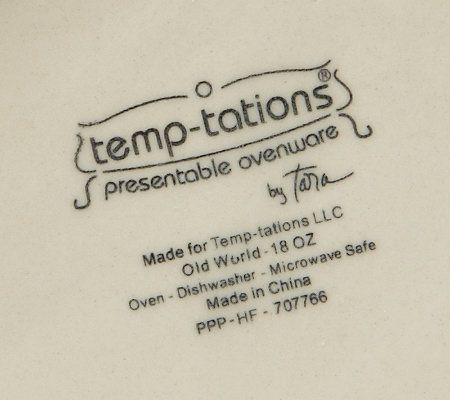 temp-tations®
presentable ovenware
by Tara
Made for Temp-tations LLC
Old World - 18 OZ
Oven - Dishwasher - Microwave Safe
Made in China
PPP-HF - 707766